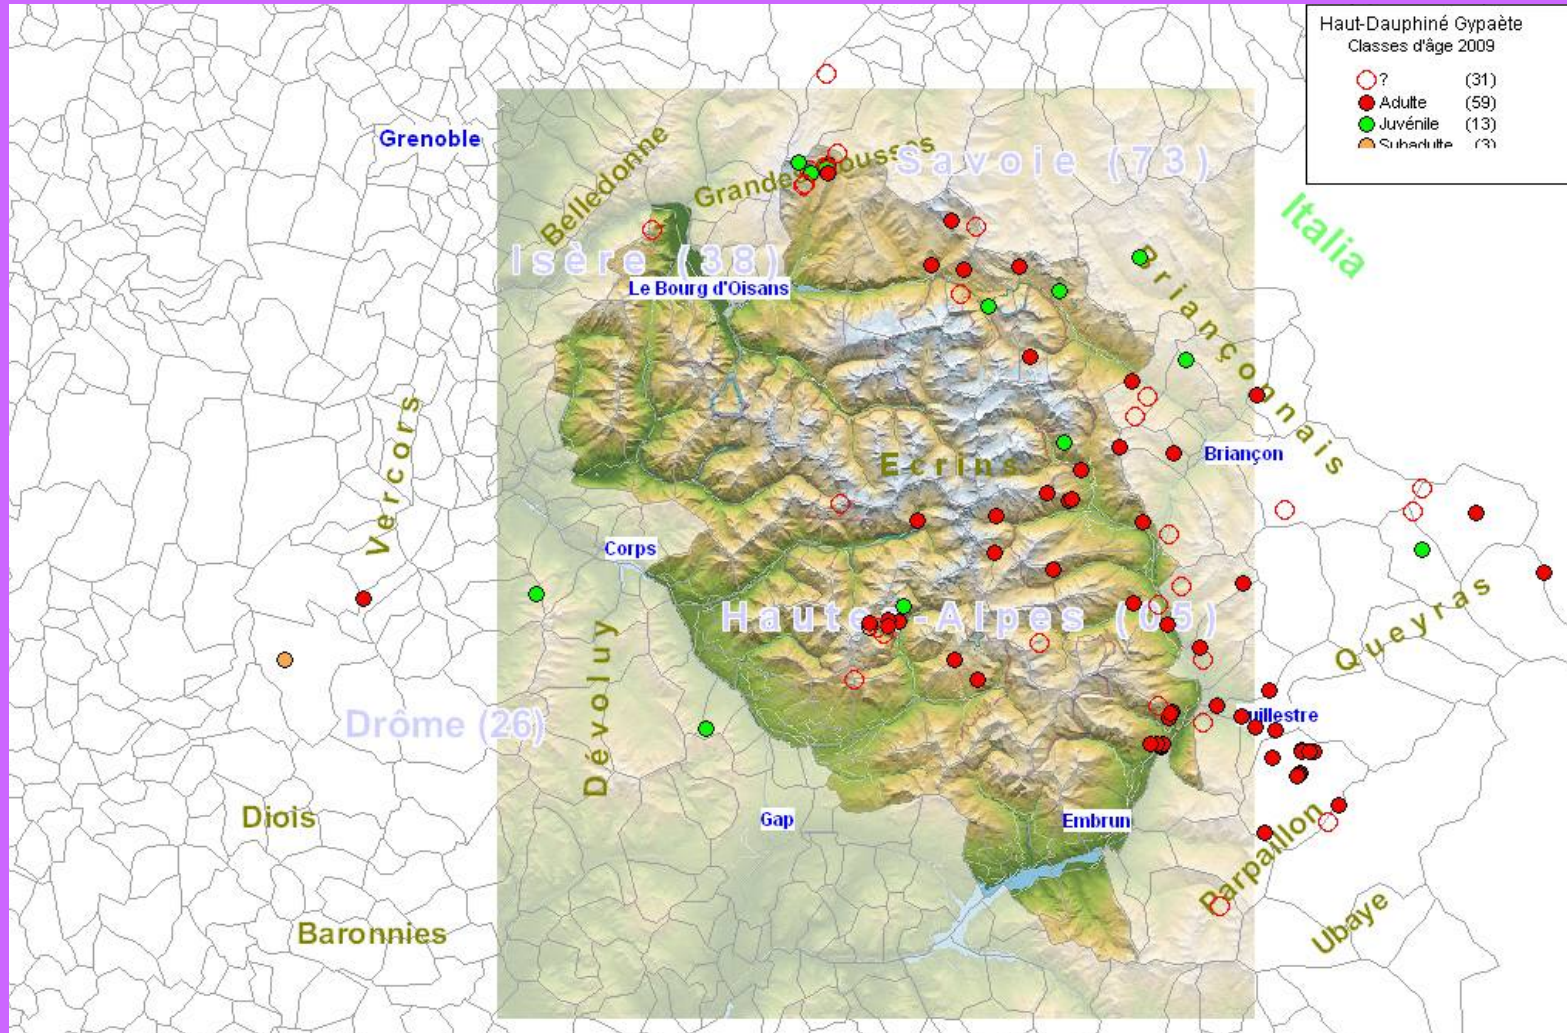 Haut-Dauphiné Gypaète
Classes d'âge 2009
? (31)
Adulte (59)
Juvénile (13)
Subadulte (3)
Grenoble
Belledonne
Grandes Rousses
Savoie (73)
Italia
Isère (38)
Le Bourg d'Oisans
Briançonnais
Vercors
Ecrins
Briançon
Corps
Hautes-Alpes (05)
Queyras
Dévoluy
Drôme (26)
uillestre
Diois
Gap
Embrun
Parpaillon
Baronnies
Ubaye